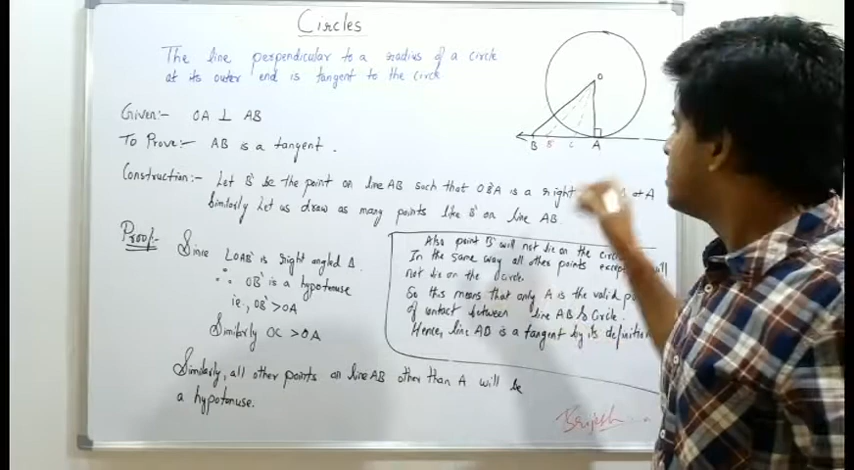 Circles
The line perpendicular to a radius of a circle
at its outer end is tangent to the circle
O
B B' C A
Given:- OA ⊥ AB
To Prove:- AB is a tangent.
Construction:- Let B' be the point on line AB such that OB'A is a right at A
Similarly Let us draw as many points like B' on line AB.
Proof:- Since ∠OAB' is right angled Δ.
∴ OB' is a hypotenuse
ie., OB' > OA
Similarly OC > OA
Similarly, all other points on line AB other than A will be
a hypotenuse.
Also point B' will not lie on the
In the same way all other points will
not lie on the circle.
So this means that only A is the valid
of contact between line AB & Circle.
Hence, line AB is a tangent by its definition
Brijesh